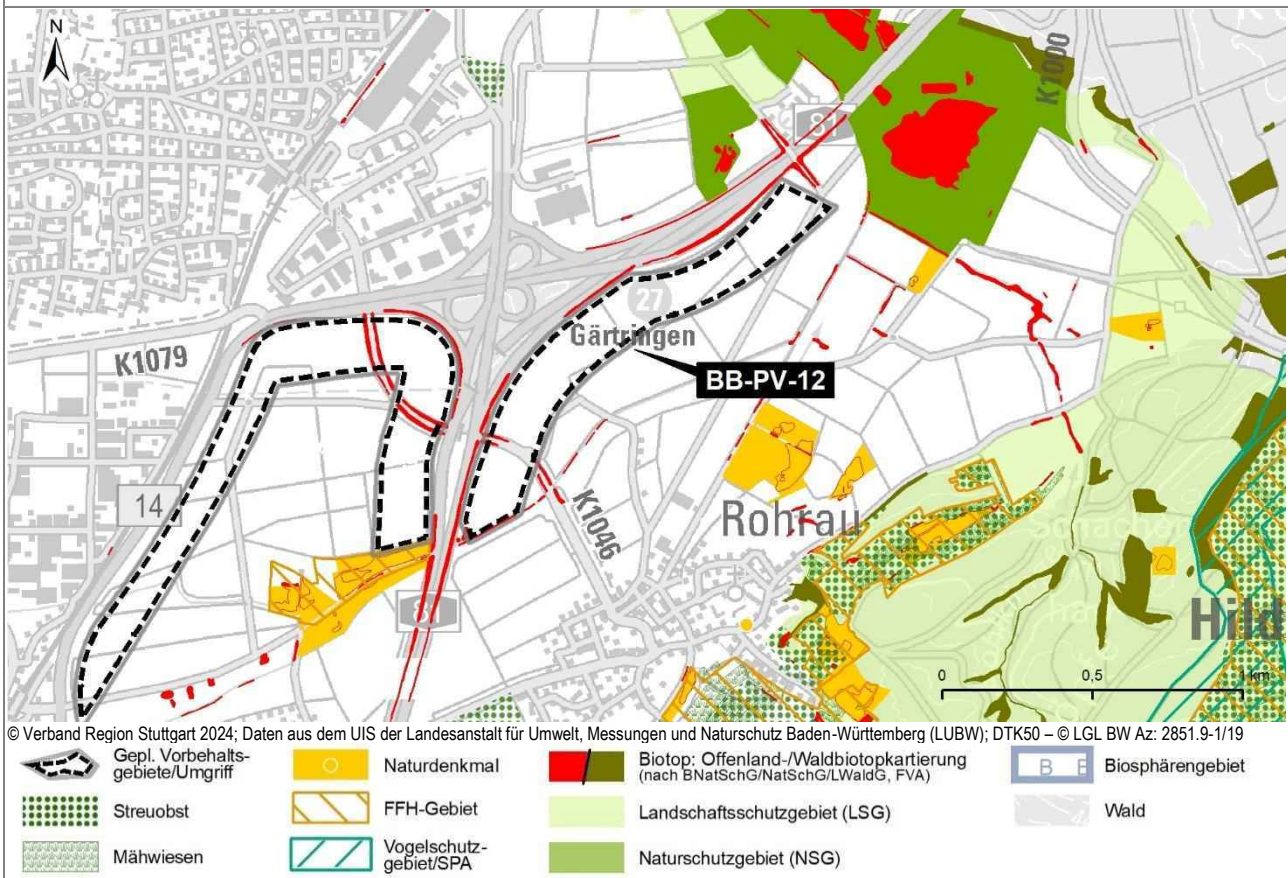 N
K1000
81
K1079
27
Gärtringen
BB-PV-12
14
K1046
Rohrau
81
Hild
0
0,5
1 km
© Verband Region Stuttgart 2024; Daten aus dem UIS der Landesanstalt für Umwelt, Messungen und Naturschutz Baden-Württemberg (LUBW); DTK50 – © LGL BW Az: 2851.9-1/19
Gepl. Vorbehalts-
gebiete/Umgriff
Naturdenkmal
Biotop: Offenland-/Waldbiotopkartierung
(nach BNatSchG/NatSchG/LWaldG, FVA)
B B
Biosphärengebiet
Streuobst
FFH-Gebiet
Landschaftsschutzgebiet (LSG)
Wald
Mähwiesen
Vogelschutz-
gebiet/SPA
Naturschutzgebiet (NSG)